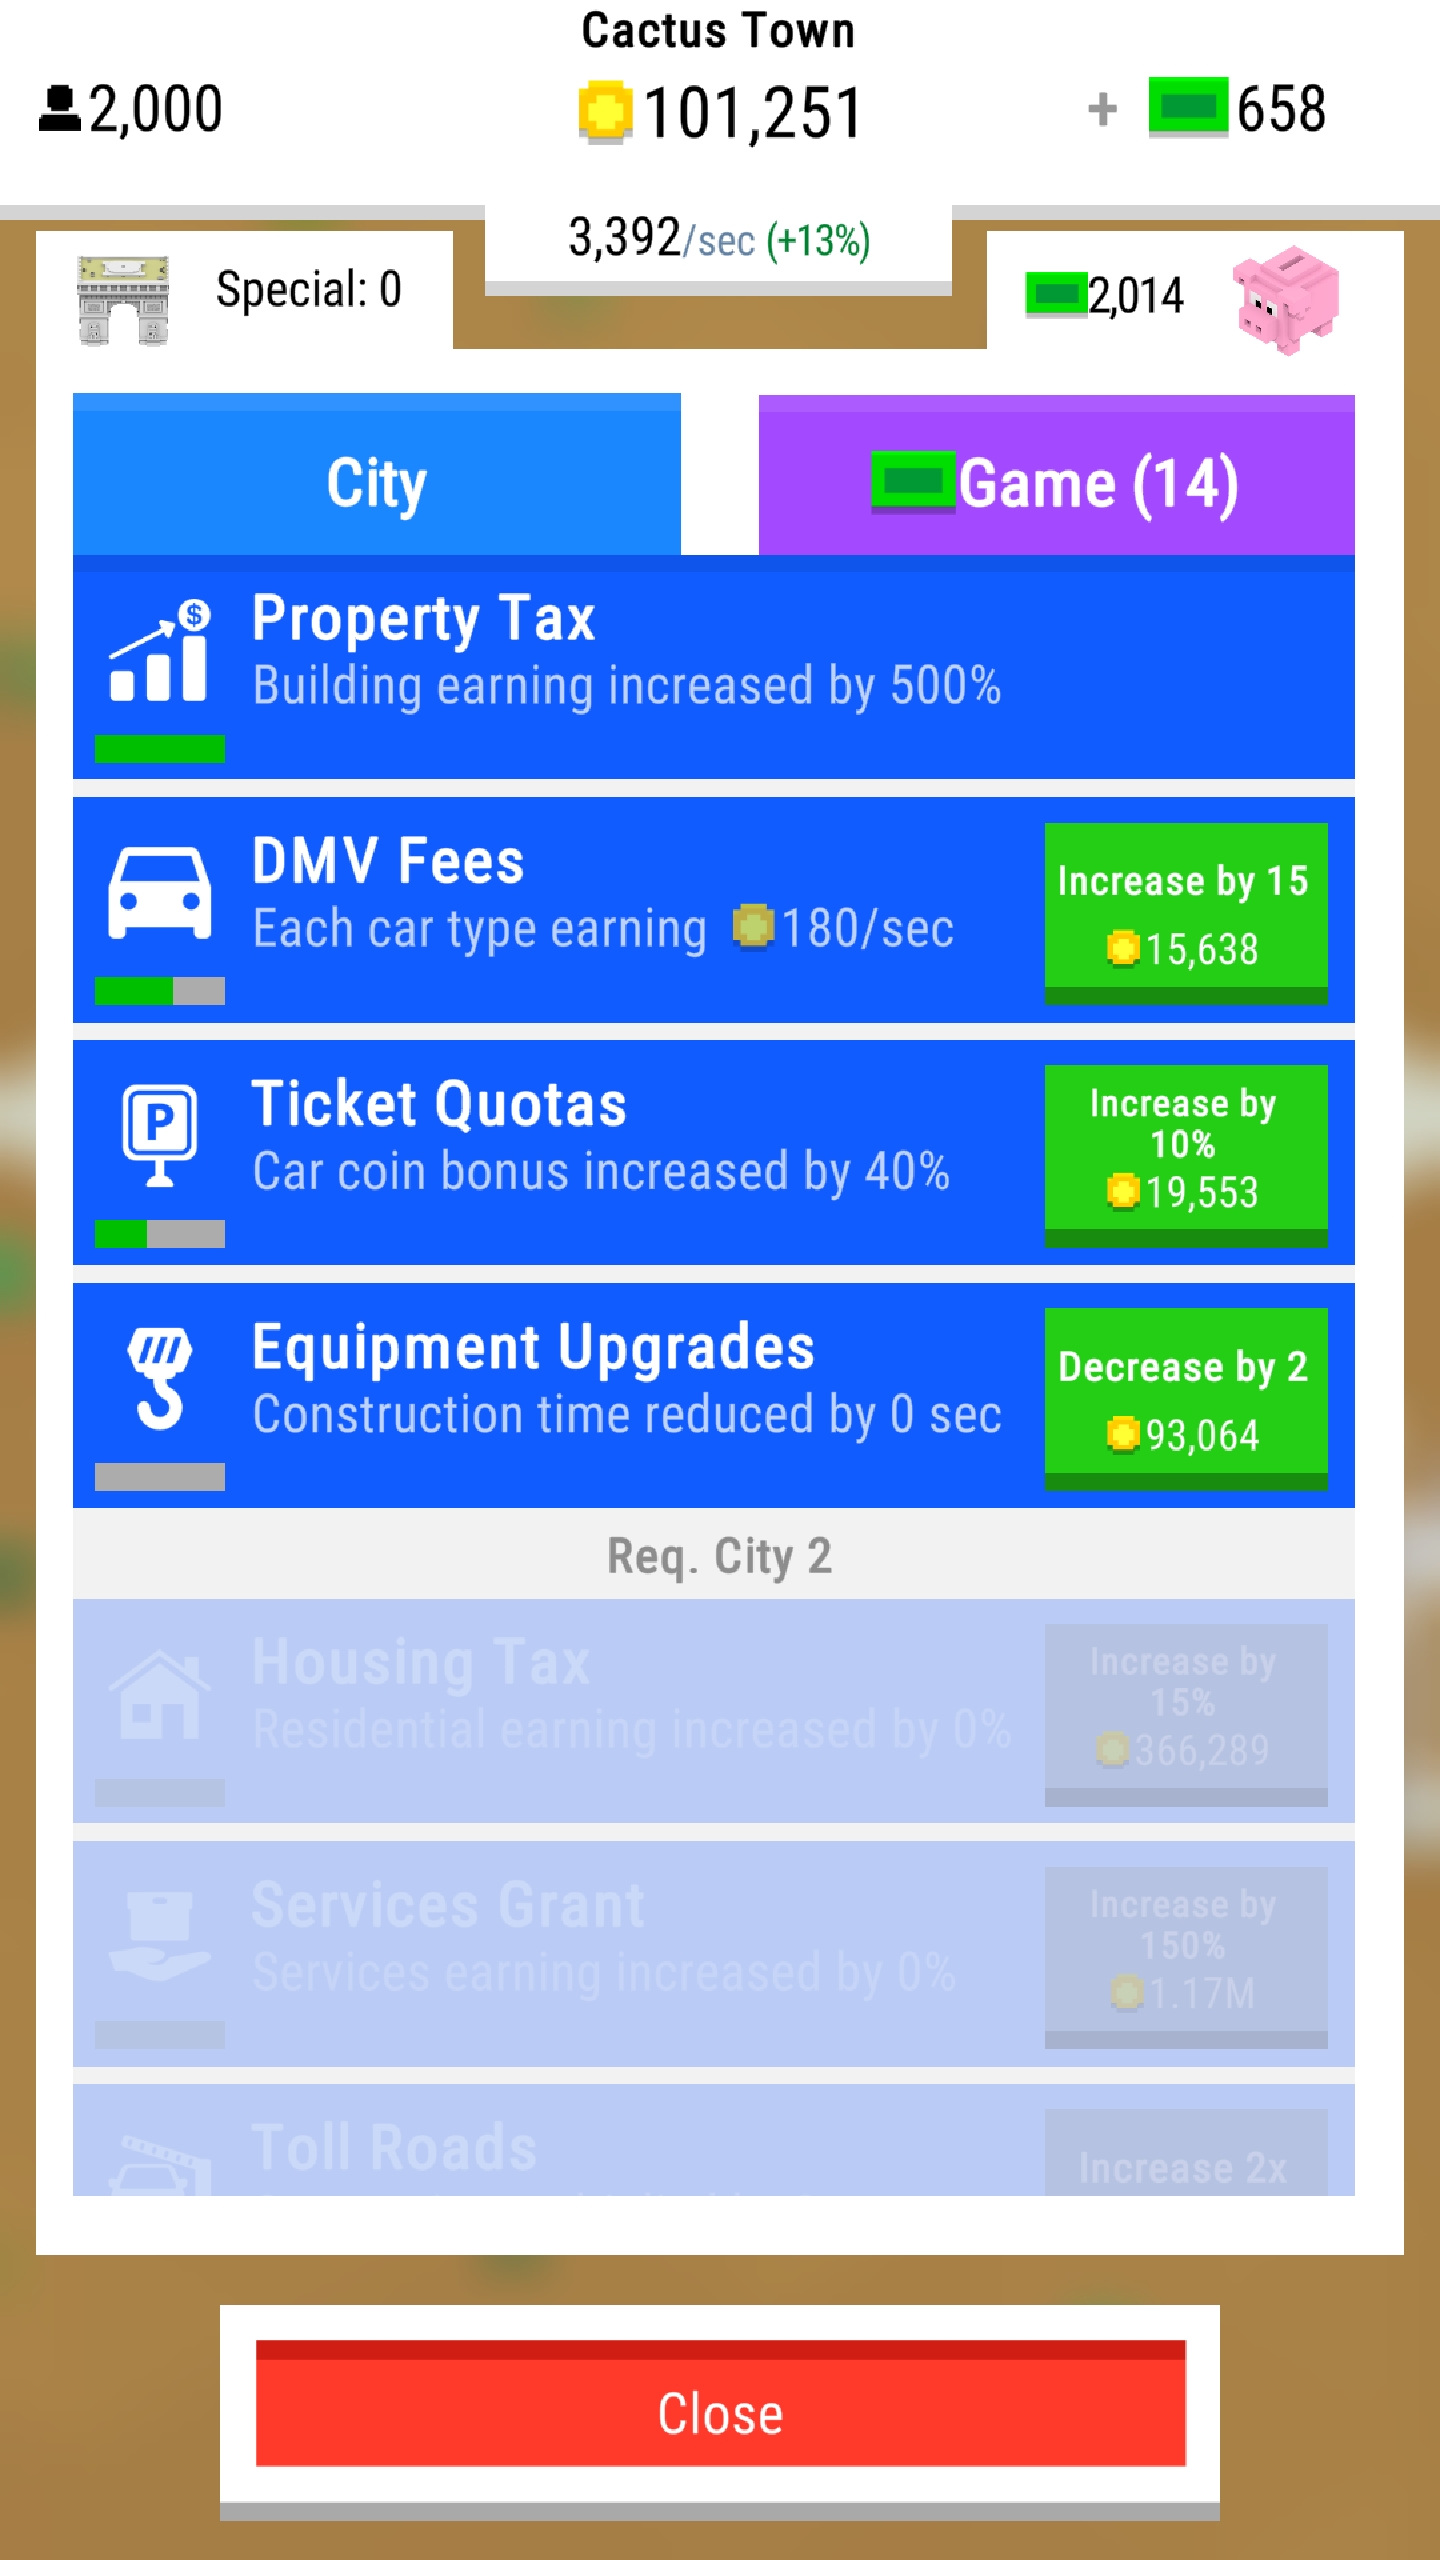 Cactus Town
2,000
101,251
+ 658
3,392/sec (+13%)
Special: 0
2,014
City
Game (14)
Property Tax
Building earning increased by 500%
DMV Fees
Each car type earning 180/sec
Increase by 15
15,638
P
Ticket Quotas
Car coin bonus increased by 40%
Increase by
10%
19,553
Equipment Upgrades
Construction time reduced by 0 sec
Decrease by 2
93,064
Req. City 2
Housing Tax
Residential earning increased by 0%
Increase by
15%
366,289
Services Grant
Services earning increased by 0%
Increase by
150%
1.17M
Toll Roads
Increase 2x
Close